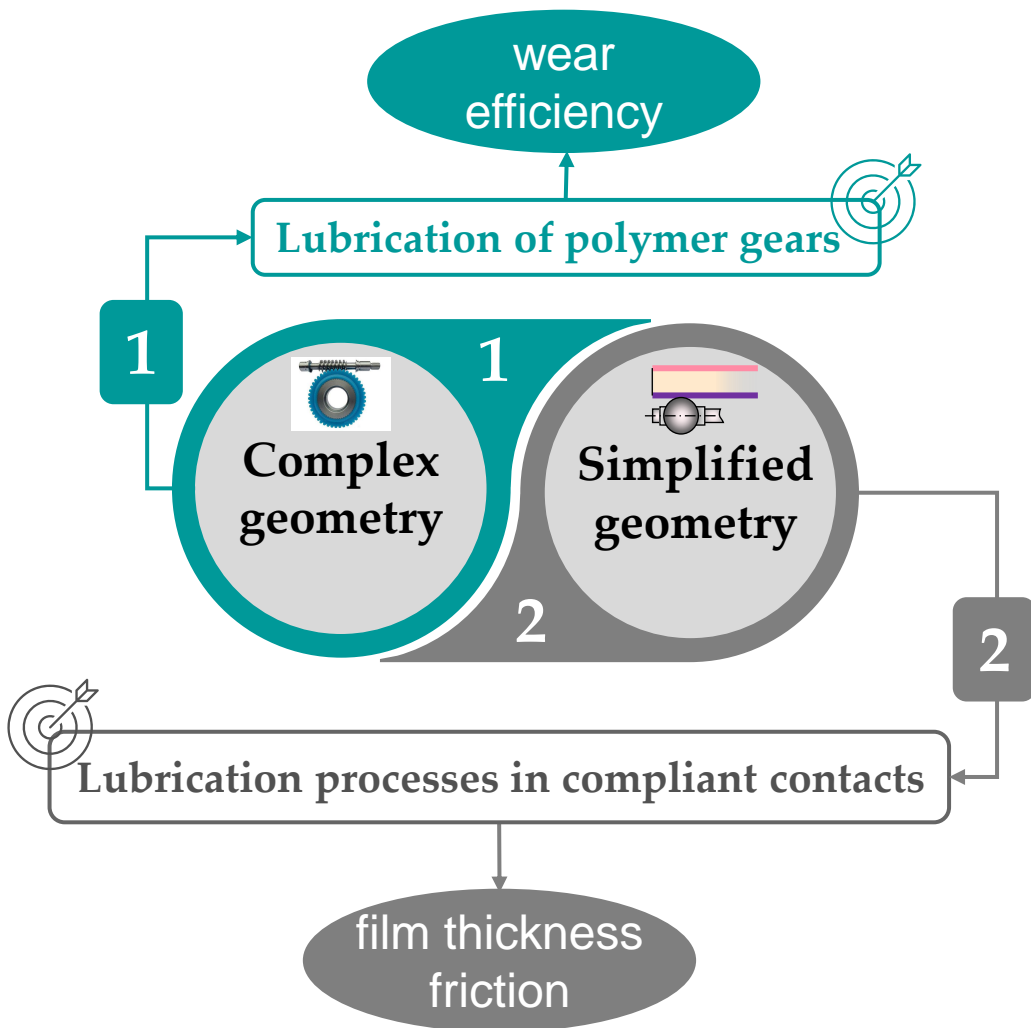 wear
efficiency
Lubrication of polymer gears
1
1
Complex
geometry
Simplified
geometry
2
2
Lubrication processes in compliant contacts
film thickness
friction